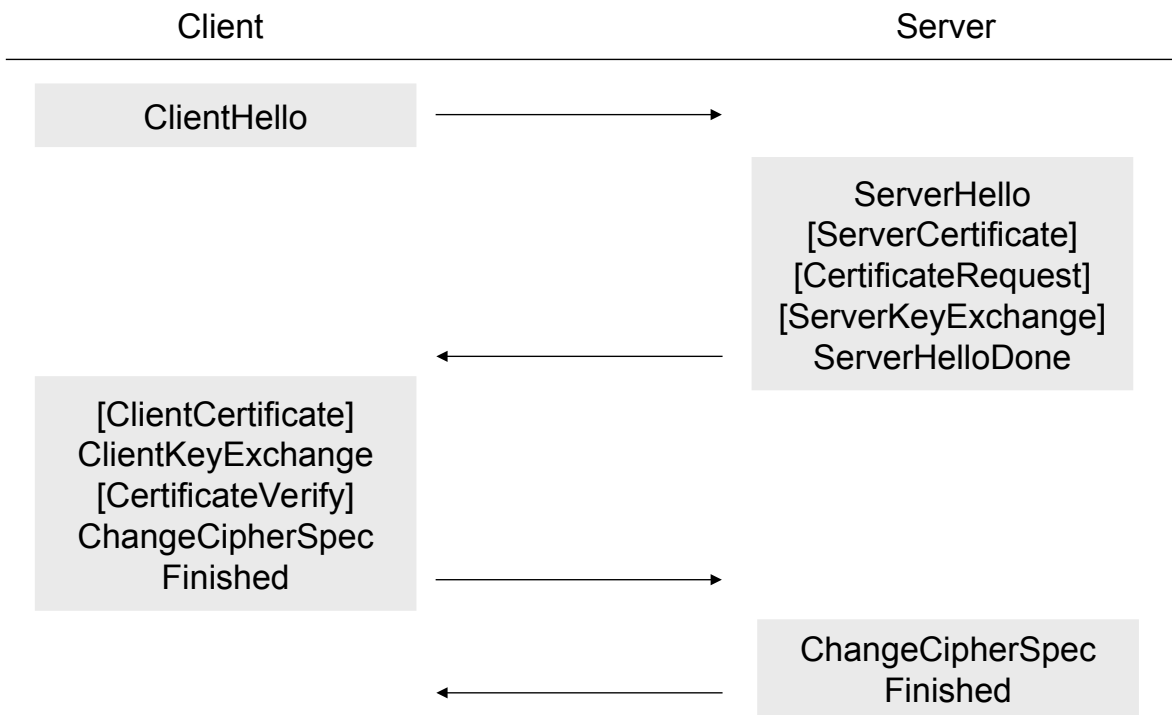 Client
Server
ClientHello
ServerHello
[ServerCertificate]
[CertificateRequest]
[ServerKeyExchange]
ServerHelloDone
[ClientCertificate]
ClientKeyExchange
[CertificateVerify]
ChangeCipherSpec
Finished
ChangeCipherSpec
Finished